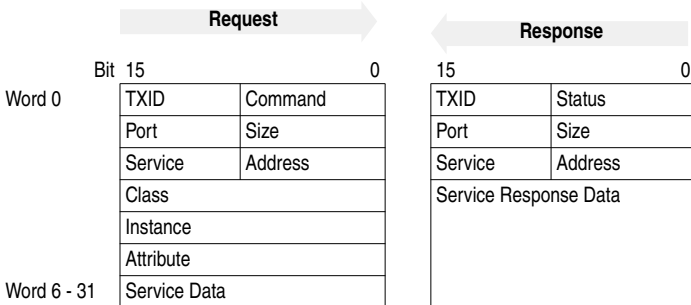 Request Response
Bit 15 0 15 0
Word 0 TXID Command TXID Status
Port Size Port Size
Service Address Service Address
Class Service Response Data
Instance
Attribute
Word 6 - 31 Service Data